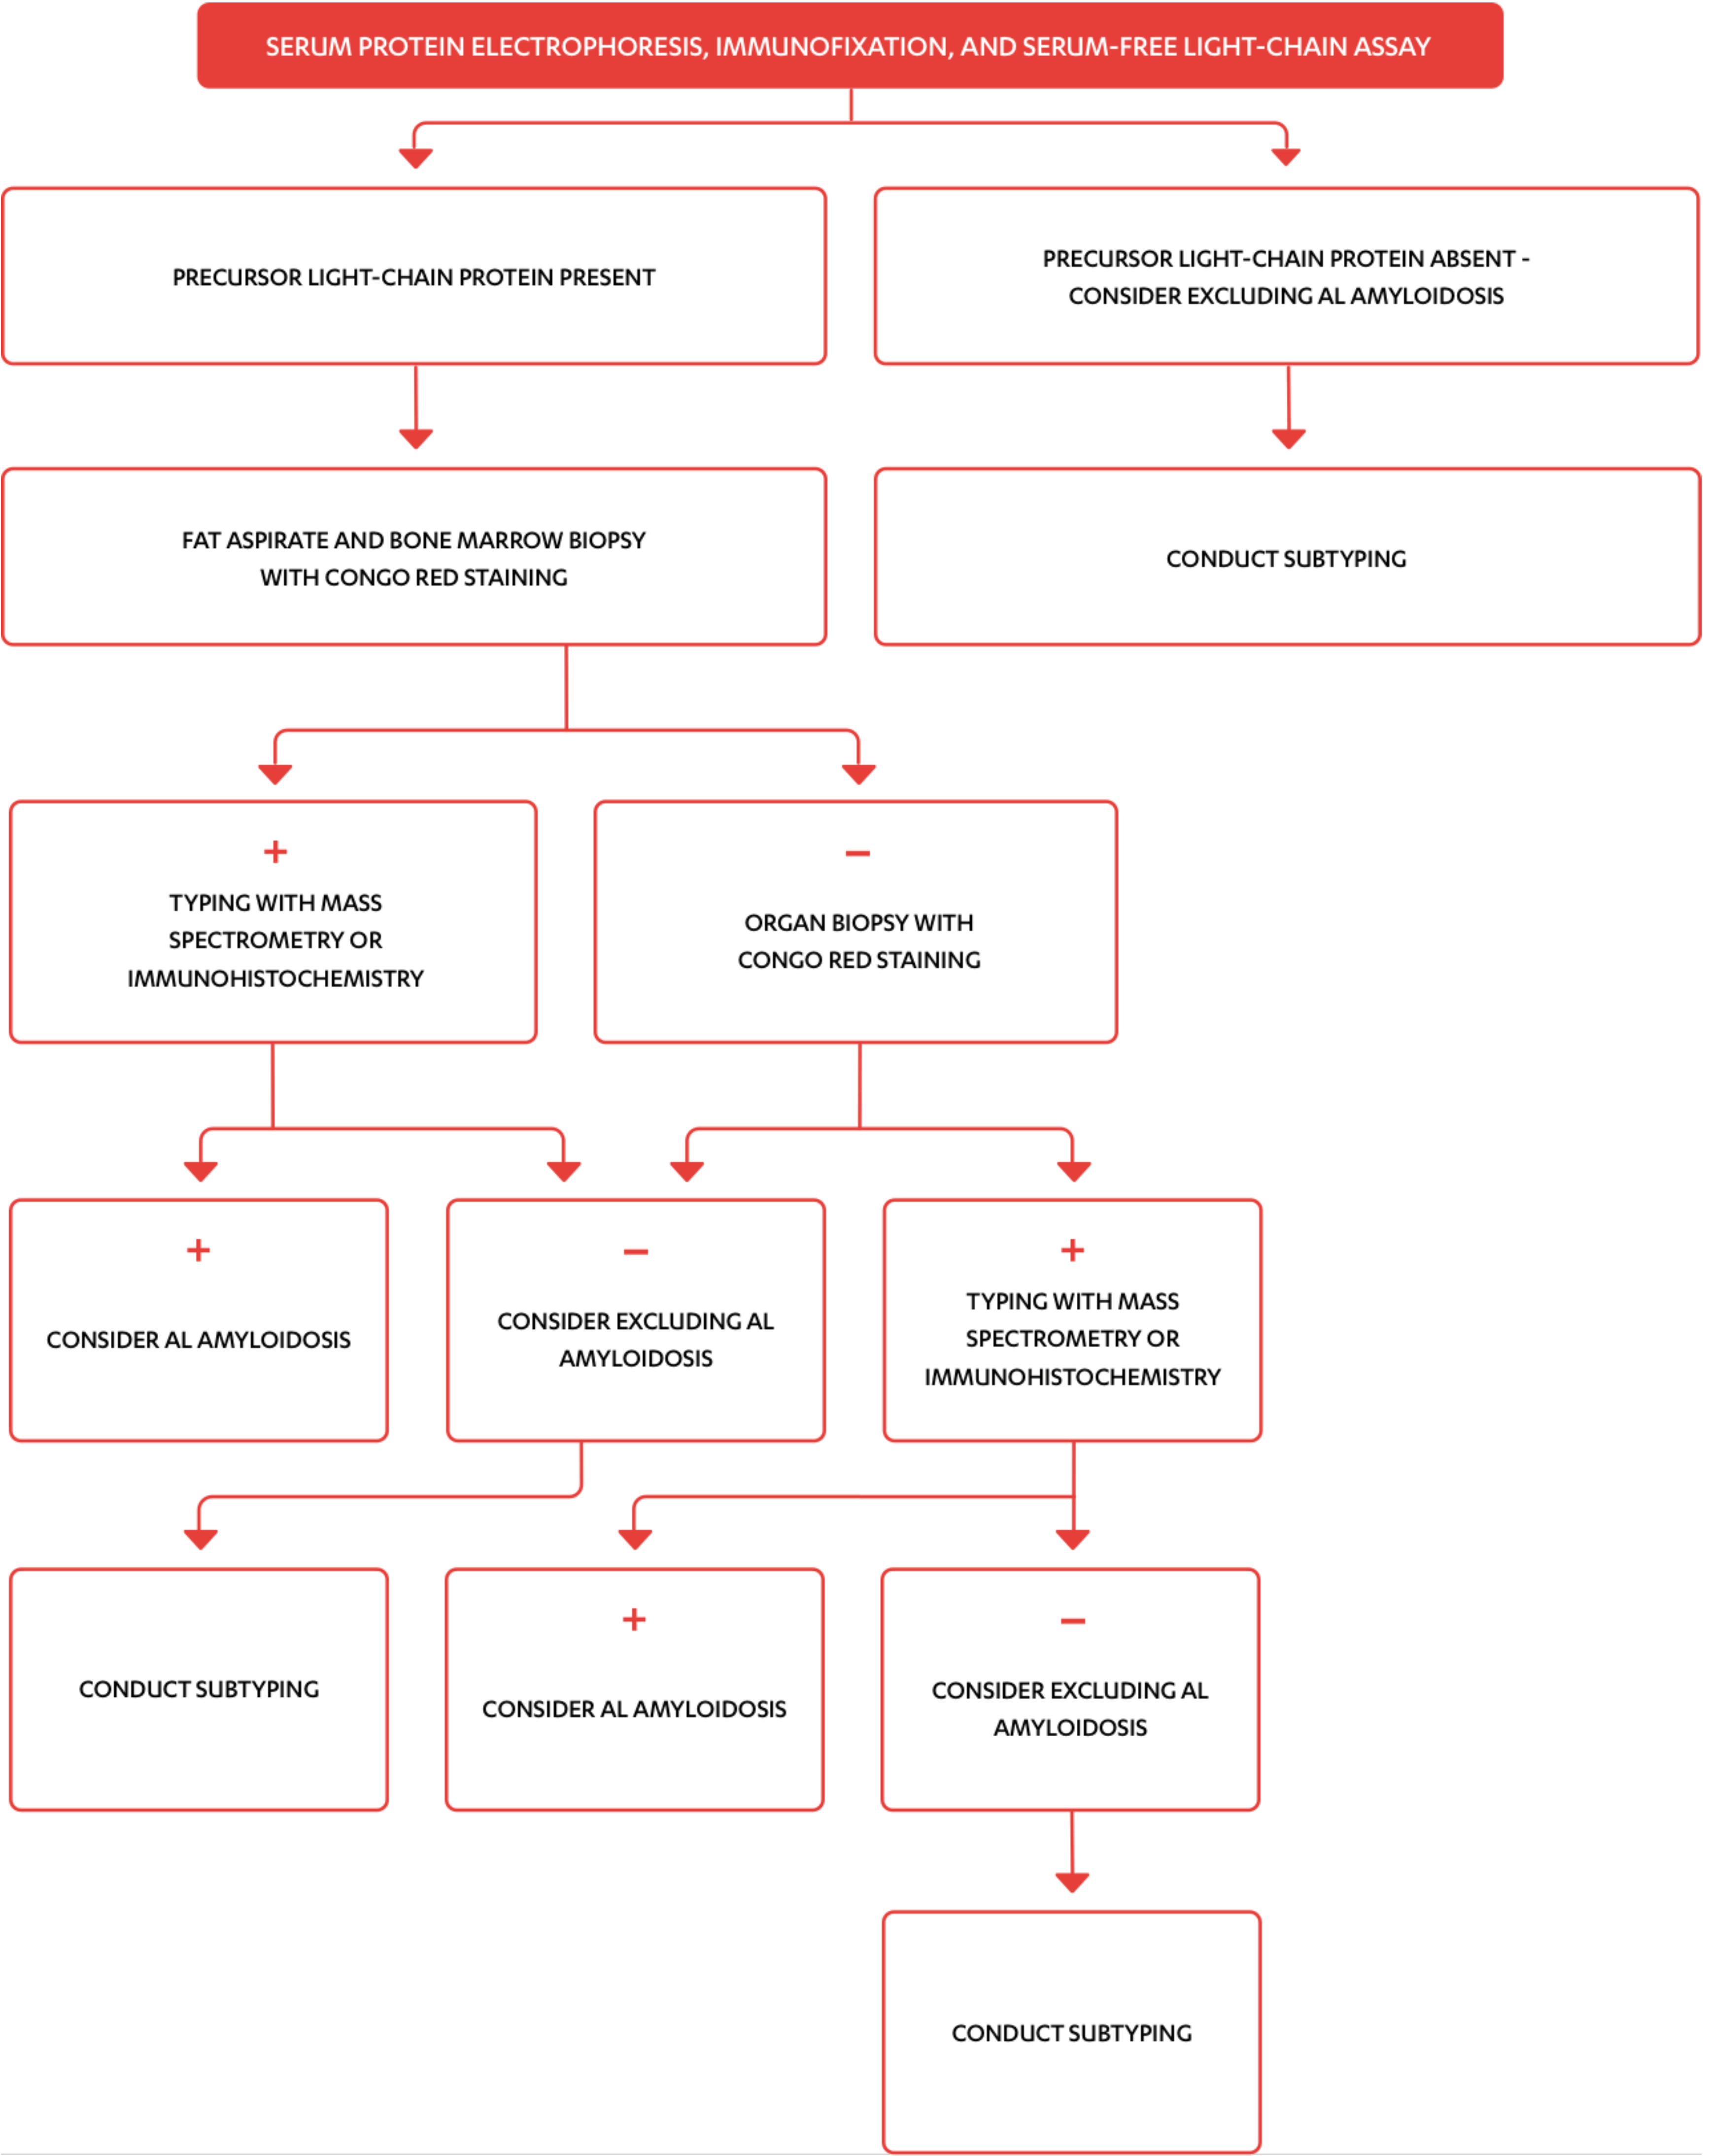 SERUM PROTEIN ELECTROPHORESIS, IMMUNOFIXATION, AND SERUM-FREE LIGHT-CHAIN ASSAY
PRECURSOR LIGHT-CHAIN PROTEIN PRESENT
PRECURSOR LIGHT-CHAIN PROTEIN ABSENT -
CONSIDER EXCLUDING AL AMYLOIDOSIS
FAT ASPIRATE AND BONE MARROW BIOPSY
WITH CONGO RED STAINING
CONDUCT SUBTYPING
+
TYPING WITH MASS
SPECTROMETRY OR
IMMUNOHISTOCHEMISTRY
−
ORGAN BIOPSY WITH
CONGO RED STAINING
+
CONSIDER AL AMYLOIDOSIS
−
CONSIDER EXCLUDING AL
AMYLOIDOSIS
+
TYPING WITH MASS
SPECTROMETRY OR
IMMUNOHISTOCHEMISTRY
CONDUCT SUBTYPING
+
CONSIDER AL AMYLOIDOSIS
−
CONSIDER EXCLUDING AL
AMYLOIDOSIS
CONDUCT SUBTYPING